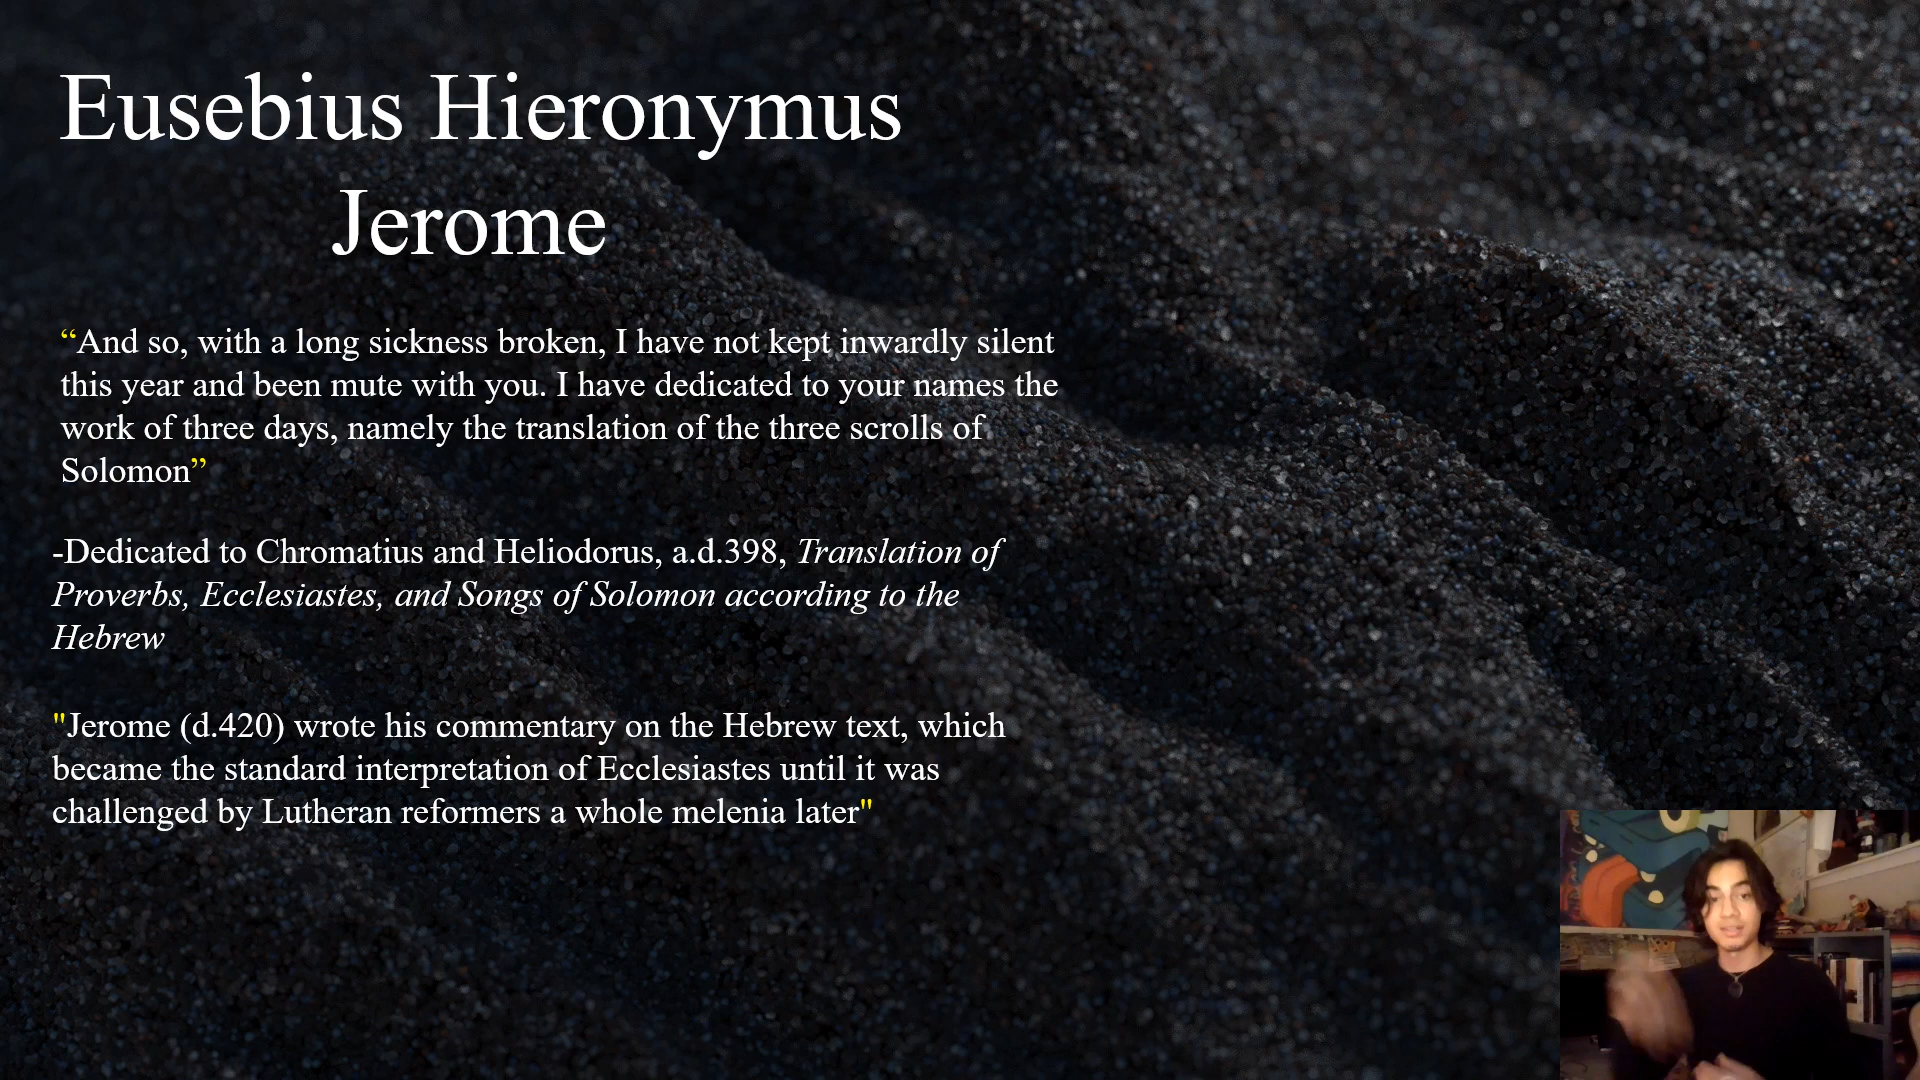 Eusebius Hieronymus
Jerome
“And so, with a long sickness broken, I have not kept inwardly silent
this year and been mute with you. I have dedicated to your names the
work of three days, namely the translation of the three scrolls of
Solomon”
-Dedicated to Chromatius and Heliodorus, a.d.398, Translation of
Proverbs, Ecclesiastes, and Songs of Solomon according to the
Hebrew
"Jerome (d.420) wrote his commentary on the Hebrew text, which
became the standard interpretation of Ecclesiastes until it was
challenged by Lutheran reformers a whole melenia later"